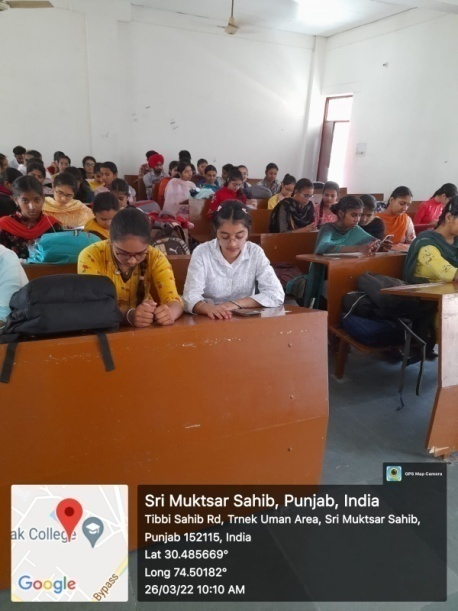 GPS Map Camera
Sri Muktsar Sahib, Punjab, India
Tibbi Sahib Rd, Trnek Uman Area, Sri Muktsar Sahib,
Punjab 152115, India
Lat 30.485669°
Long 74.50182°
26/03/22 10:10 AM
ak College
Bypass
Google